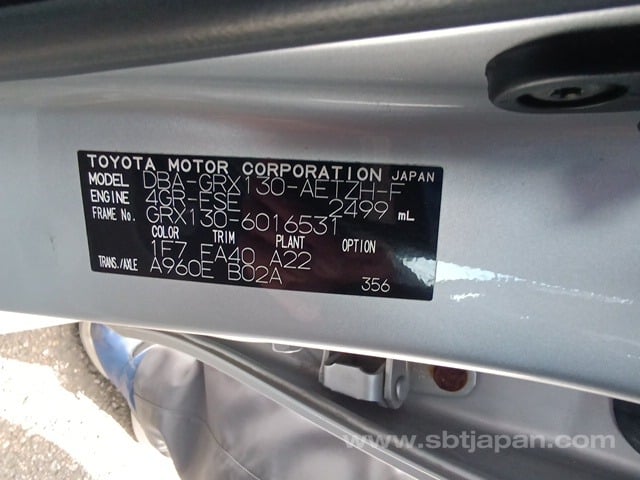 TOYOTA MOTOR CORPORATION JAPAN
MODEL DBA-GRX130-AETZH-F
ENGINE 4GR-FSE 2499 mL
FRAME No. GRX130-6016531
COLOR TRIM PLANT OPTION
1F7 FA40 A22
TRANS./AXLE A960E B02A
356
www.sbtjapan.com